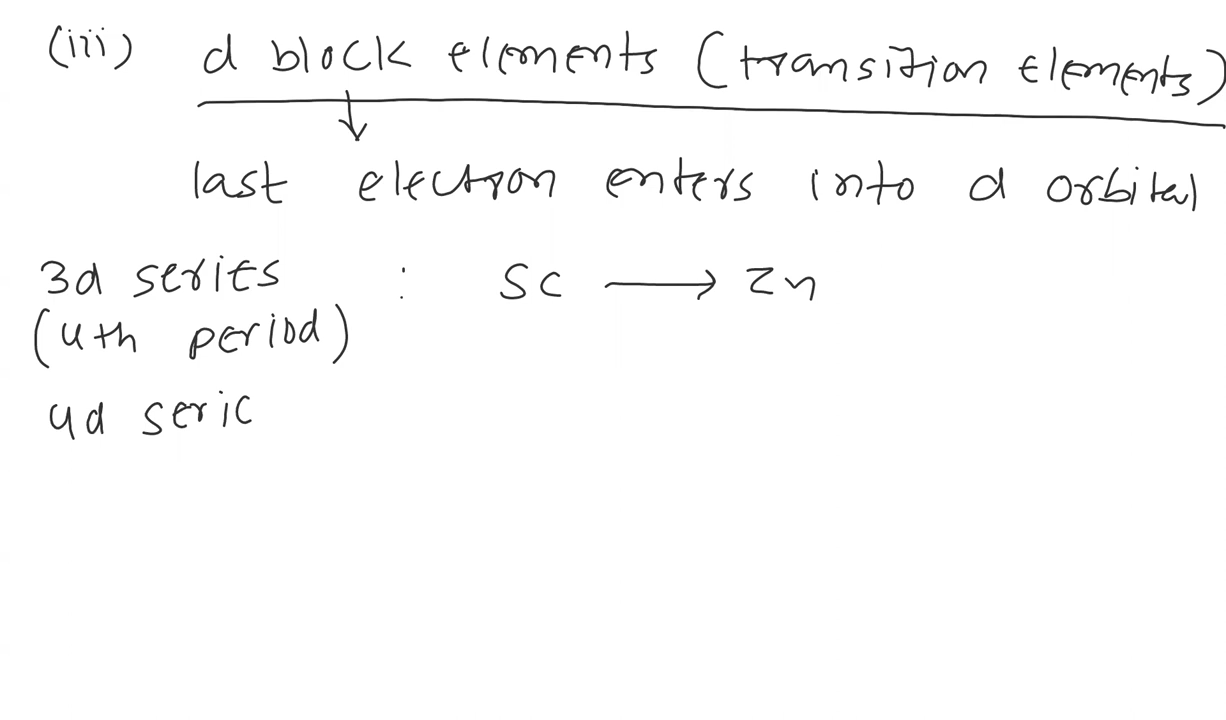 (iii) d block elements (transition elements)
↓
last electron enters into d orbital
3d series : Sc ⟶ Zn
(4th period)
4d seric